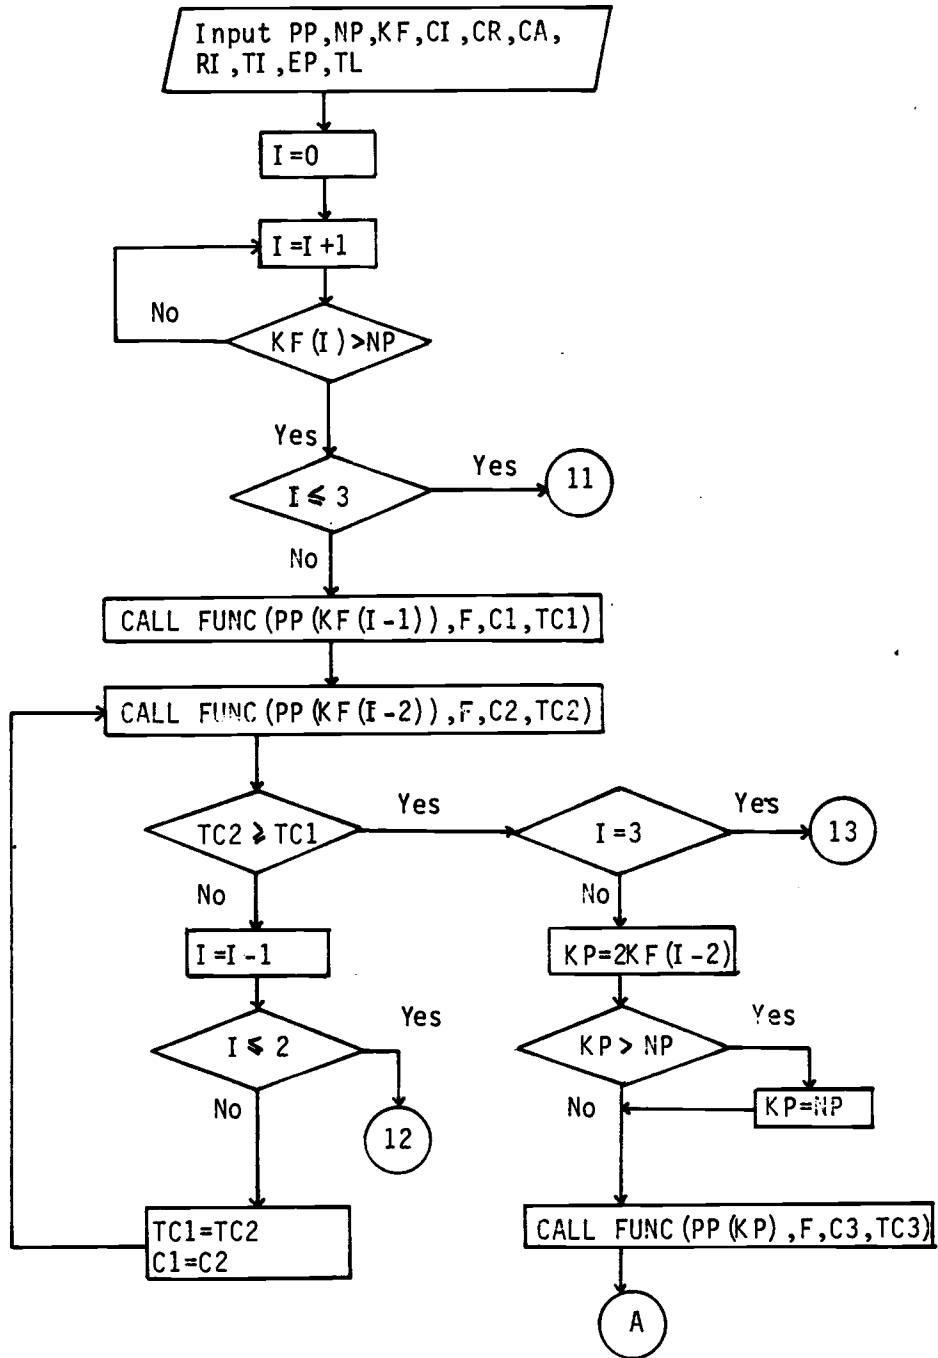 Input PP,NP,KF,CI,CR,CA,
RI,TI,EP,TL
I=0
I=I+1
No
KF(I)>NP
Yes
I≤3
Yes
11
No
CALL FUNC(PP(KF(I-1)),F,C1,TC1)
CALL FUNC(PP(KF(I-2)),F,C2,TC2)
TC2≥TC1
Yes
I=3
Yes
13
No
No
I=I-1
KP=2KF(I-2)
I≤2
Yes
KP>NP
Yes
No
12
No
KP=NP
TC1=TC2
C1=C2
CALL FUNC(PP(KP),F,C3,TC3)
A